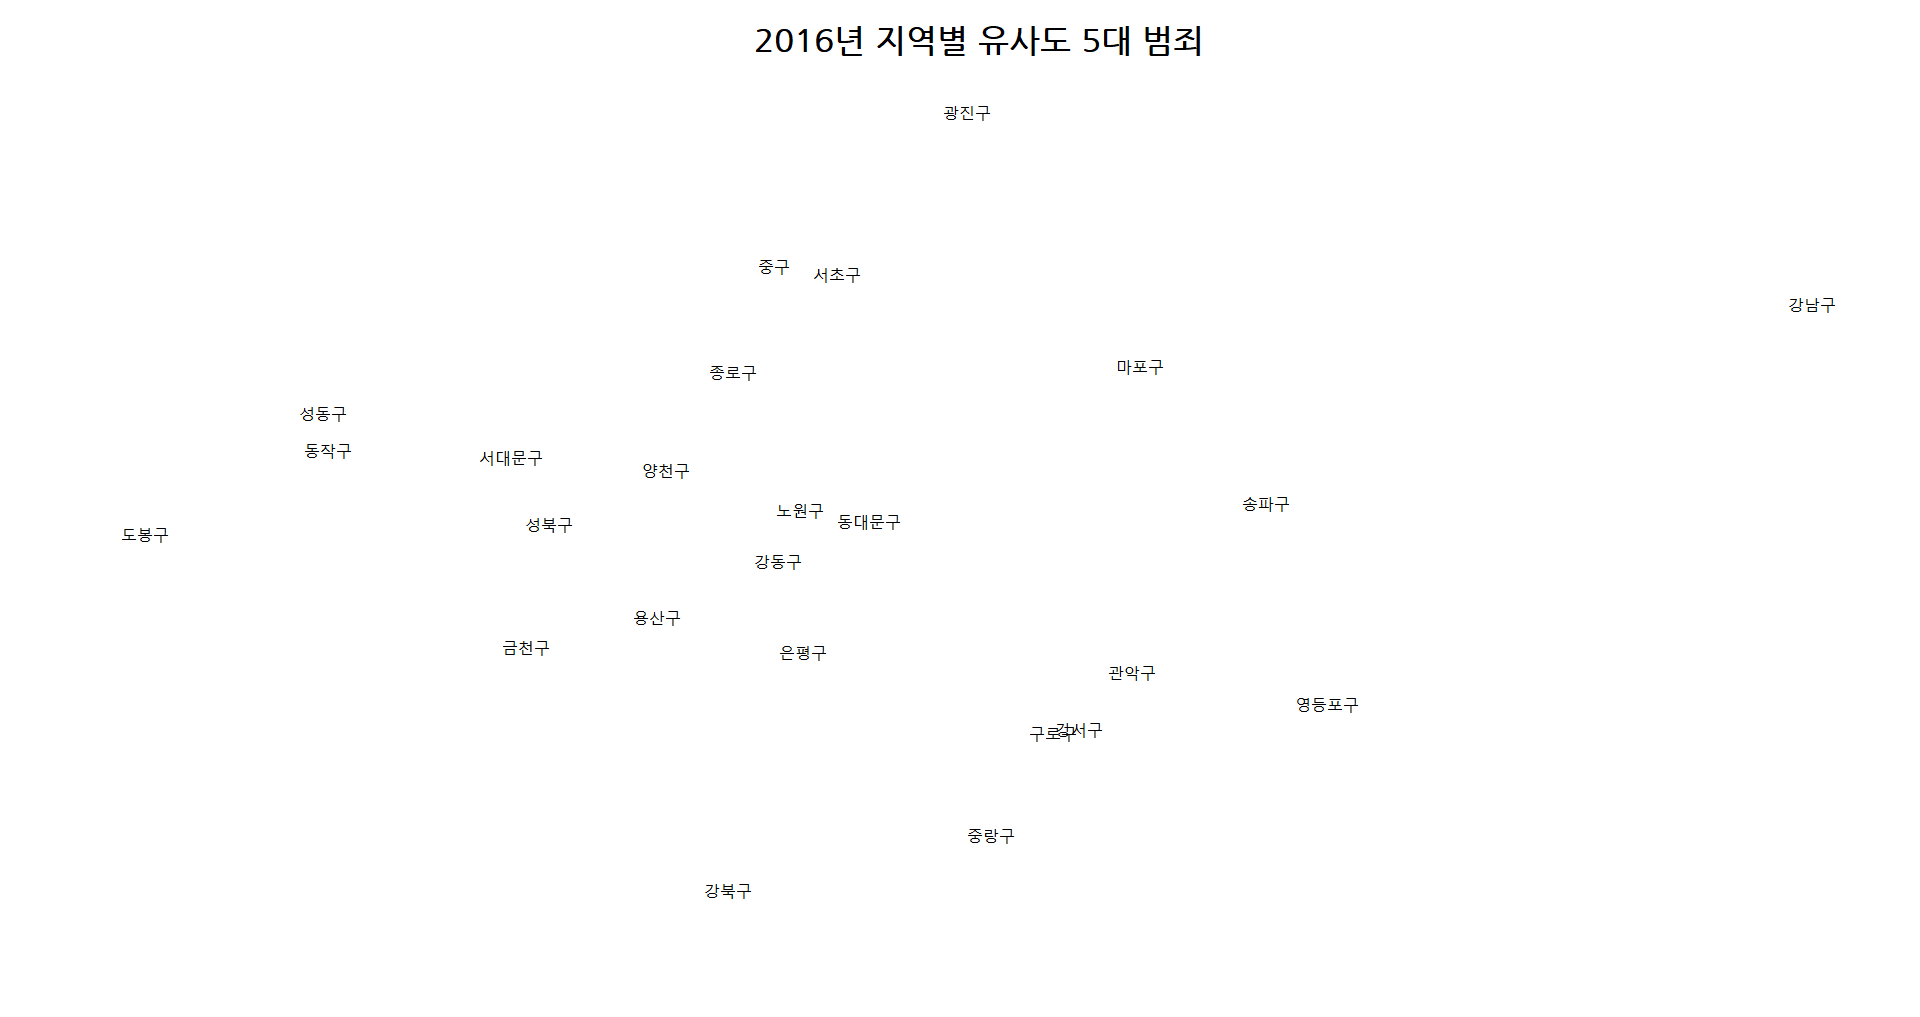 2016년 지역별 유사도 5대 범죄
광진구
중구
서초구
강남구
마포구
종로구
성동구
동작구
서대문구
양천구
송파구
노원구
동대문구
성북구
도봉구
강동구
용산구
금천구
은평구
관악구
영등포구
구로구
강서구
중랑구
강북구